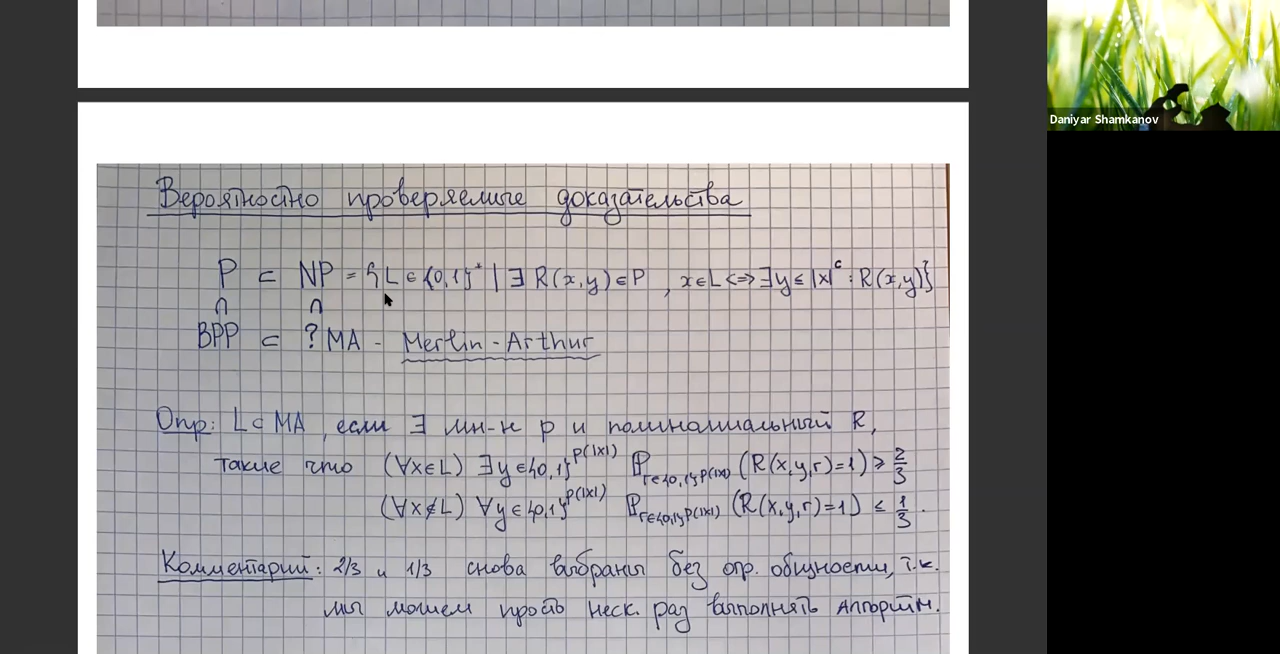 Вероятностно проверяемые доказательства
P ⊂ NP = {L ∈ {0,1}* | ∃ R(x,y) ∈ P , x∈L <=> ∃y ≤ |x|^c : R(x,y)}
∩ ∩
BPP ⊂ ? MA - Merlin-Arthur
Опр: L⊂MA, если ∃ мн-н p и полиномиальный R,
такие что (∀x∈L) ∃y∈{0,1}^p(|x|) ℙ_r∈{0,1}^p(|x|) (R(x,y,r)=1) ≥ 2/3
(∀x∉L) ∀y∈{0,1}^p(|x|) ℙ_r∈{0,1}^p(|x|) (R(x,y,r)=1) ≤ 1/3.
Комментарий: 2/3 и 1/3 снова выбраны без огр. общности, т.к.
мы можем просто неск. раз выполнять алгоритм.
Daniyar Shamkanov